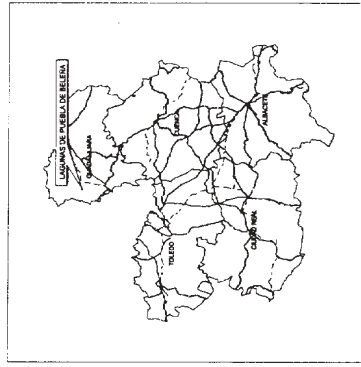 LAGUNAS DE PUEBLA DE BELEÑA
GUADALAJARA
CUENCA
TOLEDO
ALBACETE
CIUDAD REAL